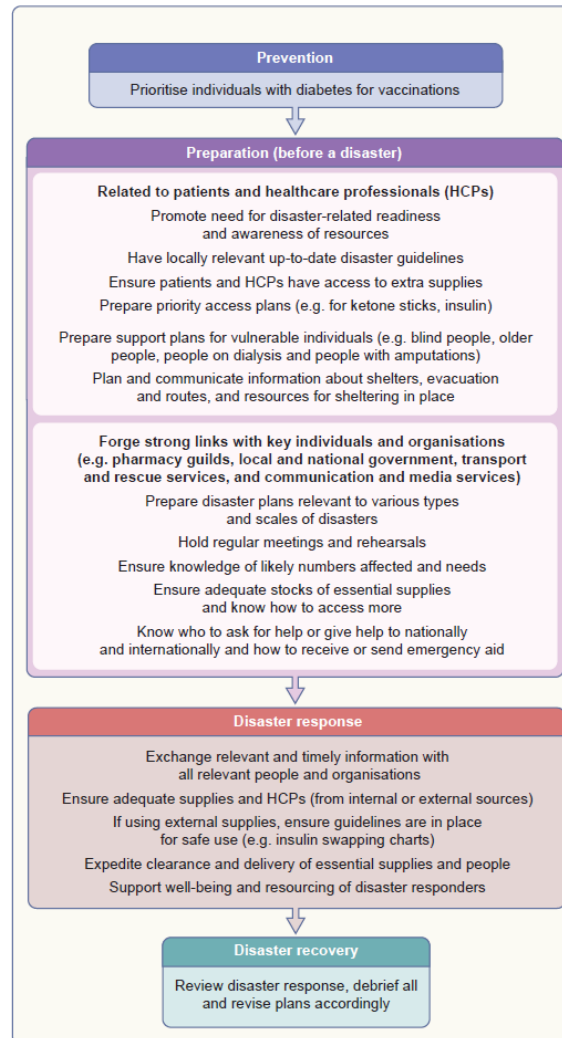 Prevention
Prioritise individuals with diabetes for vaccinations
Preparation (before a disaster)
Related to patients and healthcare professionals (HCPs)
Promote need for disaster-related readiness
and awareness of resources
Have locally relevant up-to-date disaster guidelines
Ensure patients and HCPs have access to extra supplies
Prepare priority access plans (e.g. for ketone sticks, insulin)
Prepare support plans for vulnerable individuals (e.g. blind people, older
people, people on dialysis and people with amputations)
Plan and communicate information about shelters, evacuation
and routes, and resources for sheltering in place
Forge strong links with key individuals and organisations
(e.g. pharmacy guilds, local and national government, transport
and rescue services, and communication and media services)
Prepare disaster plans relevant to various types
and scales of disasters
Hold regular meetings and rehearsals
Ensure knowledge of likely numbers affected and needs
Ensure adequate stocks of essential supplies
and know how to access more
Know who to ask for help or give help to nationally
and internationally and how to receive or send emergency aid
Disaster response
Exchange relevant and timely information with
all relevant people and organisations
Ensure adequate supplies and HCPs (from internal or external sources)
If using external supplies, ensure guidelines are in place
for safe use (e.g. insulin swapping charts)
Expedite clearance and delivery of essential supplies and people
Support well-being and resourcing of disaster responders
Disaster recovery
Review disaster response, debrief all
and revise plans accordingly